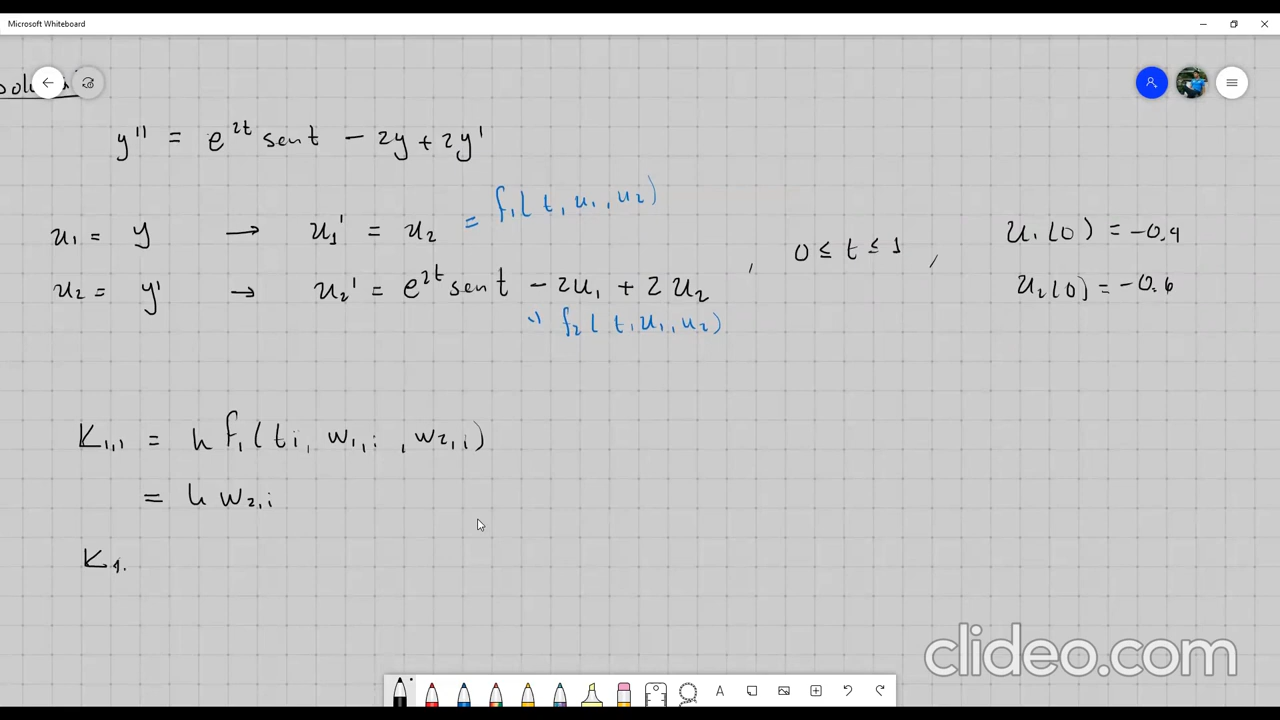 Microsoft Whiteboard
y'' = e^{2t} sen t - 2y + 2y'
u_1 = y → u_1' = u_2 = f_1(t, u_1, u_2)
u_2 = y' → u_2' = e^{2t} sen t - 2u_1 + 2u_2 , 0 ≤ t ≤ 1 , u_1(0) = -0.4
u_2(0) = -0.6
" f_2(t, u_1, u_2)
K_{1,1} = h f_1(t_i, w_{1,i}, w_{2,i})
= h w_{2,i}
K_1.
A
clideo.com